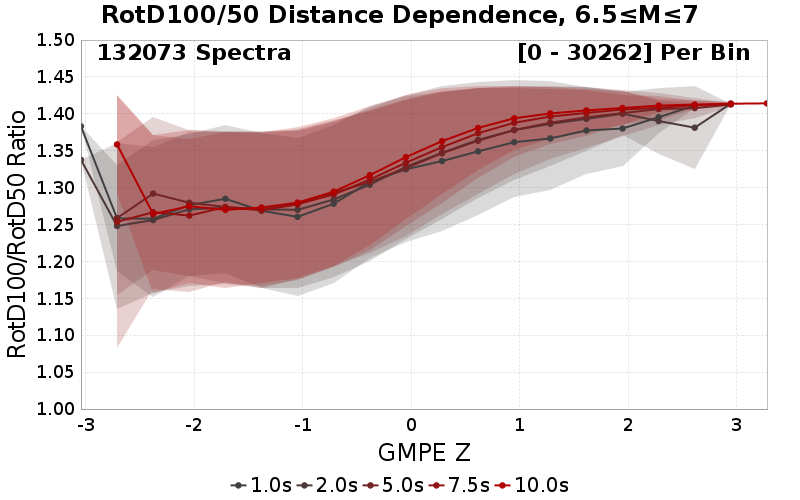 RotD100/50 Distance Dependence, 6.5≤M≤7
132073 Spectra
[0 - 30262] Per Bin
RotD100/RotD50 Ratio
1.50
1.45
1.40
1.35
1.30
1.25
1.20
1.15
1.10
1.05
1.00
-3 -2 -1 0 1 2 3
GMPE Z
1.0s 2.0s 5.0s 7.5s 10.0s